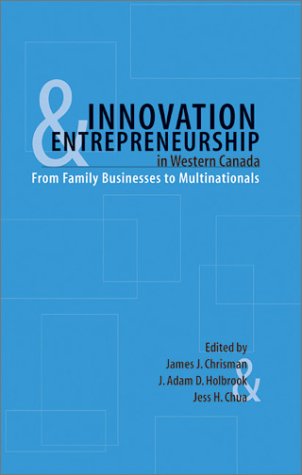 INNOVATION
& ENTREPRENEURSHIP
in Western Canada
From Family Businesses to Multinationals
Edited by
James J. Chrisman
J. Adam D. Holbrook
& Jess H. Chua